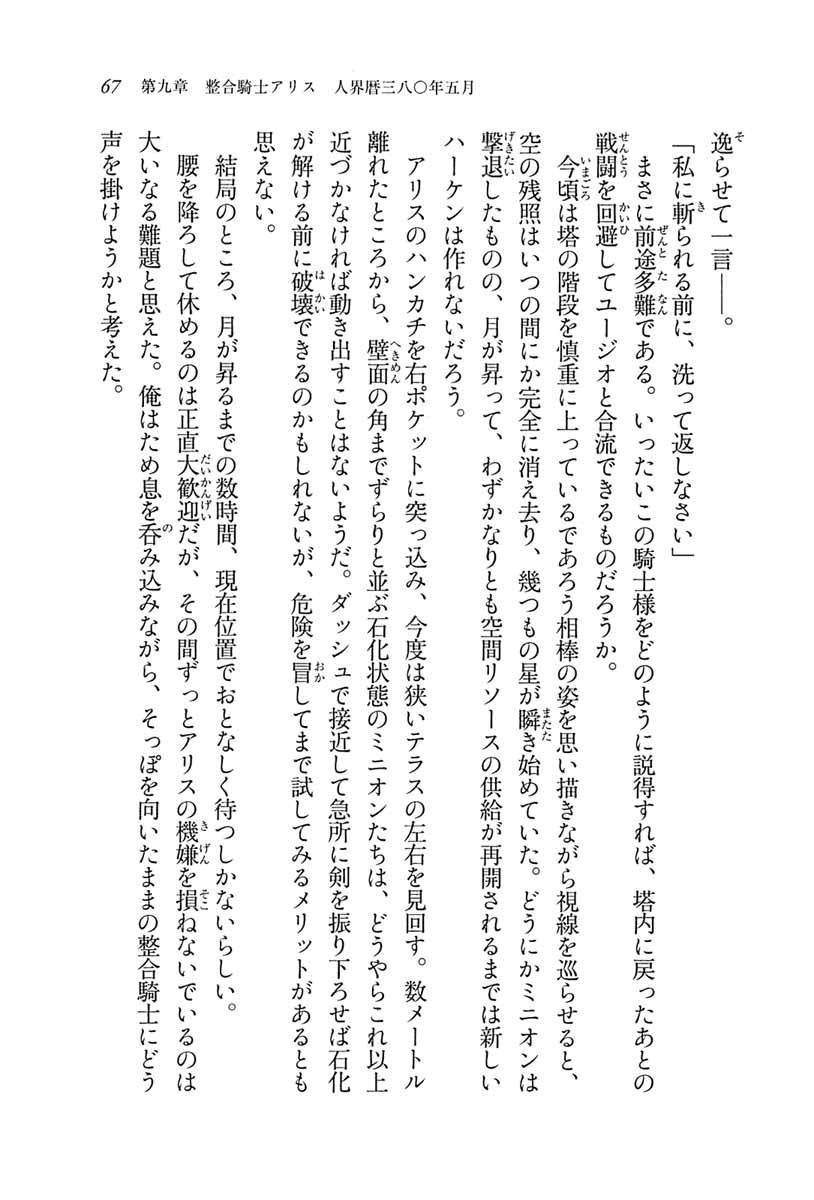 67 第九章 整合騎士アリス 人界暦三八〇年五月
逸らせて一言——。
「私に斬られる前に、洗って返しなさい」
まさに前途多難である。いったいこの騎士様をどのように説得すれば、塔内に戻ったあとの
戦闘を回避してユージオと合流できるものだろうか。
今頃は塔の階段を慎重に上っているであろう相棒の姿を思い描きながら視線を巡らせると、
空の残照はいつの間にか完全に消え去り、幾つもの星が瞬き始めていた。どうにかミニオンは
撃退したものの、月が昇って、わずかなりとも空間リソースの供給が再開されるまでは新しい
ハーケンは作れないだろう。
アリスのハンカチを右ポケットに突っ込み、今度は狭いテラスの左右を見回す。数メートル
離れたところから、壁面の角までずらりと並ぶ石化状態のミニオンたちは、どうやらこれ以上
近づかなければ動き出すことはないようだ。ダッシュで接近して急所に剣を振り下ろせば石化
が解ける前に破壊できるのかもしれないが、危険を冒してまで試してみるメリットがあるとも
思えない。
結局のところ、月が昇るまでの数時間、現在位置でおとなしく待つしかないらしい。
腰を降ろして休めるのは正直大歓迎だが、その間ずっとアリスの機嫌を損ねないでいるのは
大いなる難題と思えた。俺はため息を呑み込みながら、そっぽを向いたままの整合騎士にどう
声を掛けようかと考えた。